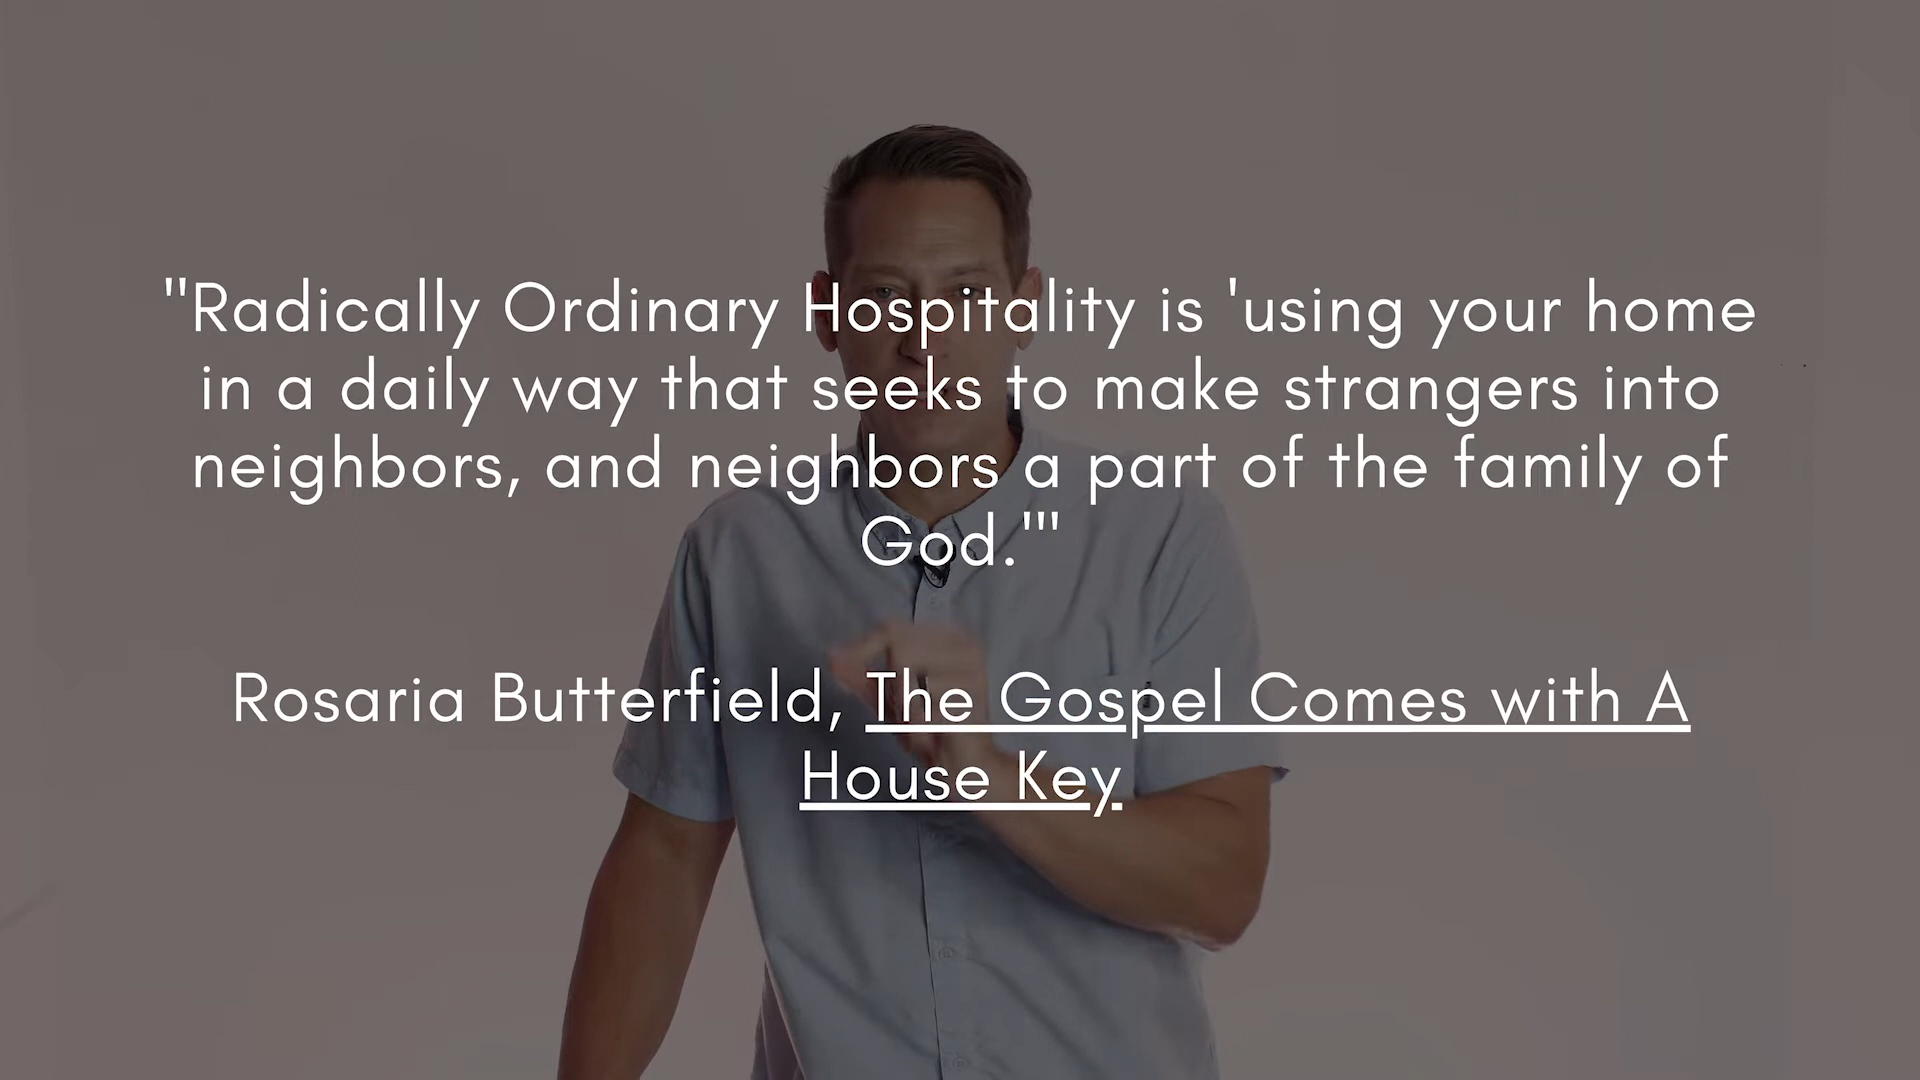 "Radically Ordinary Hospitality is 'using your home
in a daily way that seeks to make strangers into
neighbors, and neighbors a part of the family of
God.'"
Rosaria Butterfield, The Gospel Comes with A
House Key